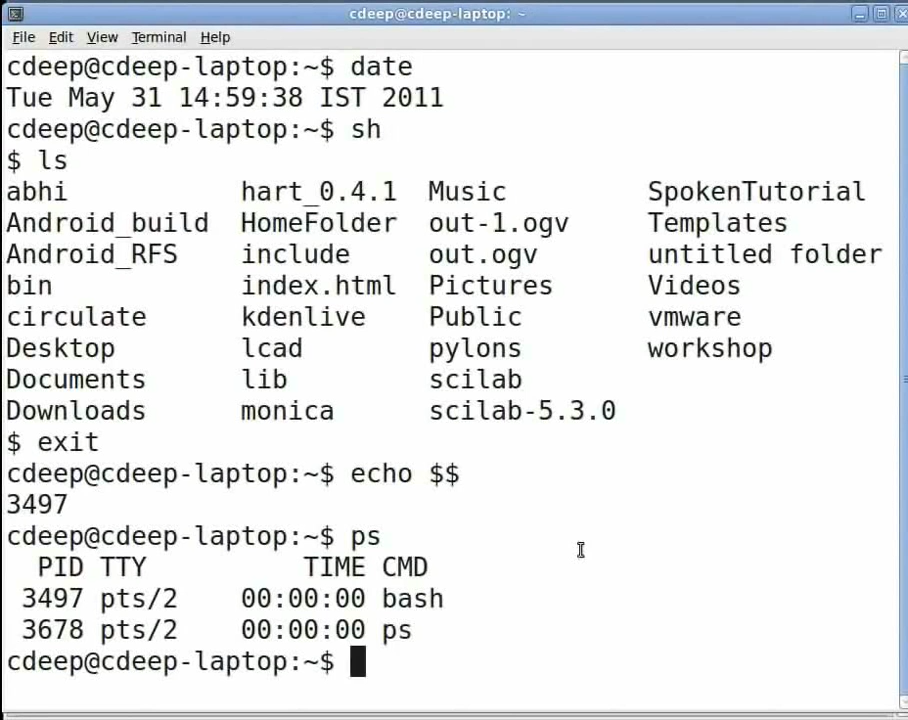 cdeep@cdeep-laptop: ~
File Edit View Terminal Help
cdeep@cdeep-laptop:~$ date
Tue May 31 14:59:38 IST 2011
cdeep@cdeep-laptop:~$ sh
$ ls
abhi hart_0.4.1 Music SpokenTutorial
Android_build HomeFolder out-1.ogv Templates
Android_RFS include out.ogv untitled folder
bin index.html Pictures Videos
circulate kdenlive Public vmware
Desktop lcad pylons workshop
Documents lib scilab
Downloads monica scilab-5.3.0
$ exit
cdeep@cdeep-laptop:~$ echo $$
3497
cdeep@cdeep-laptop:~$ ps
PID TTY TIME CMD
3497 pts/2 00:00:00 bash
3678 pts/2 00:00:00 ps
cdeep@cdeep-laptop:~$